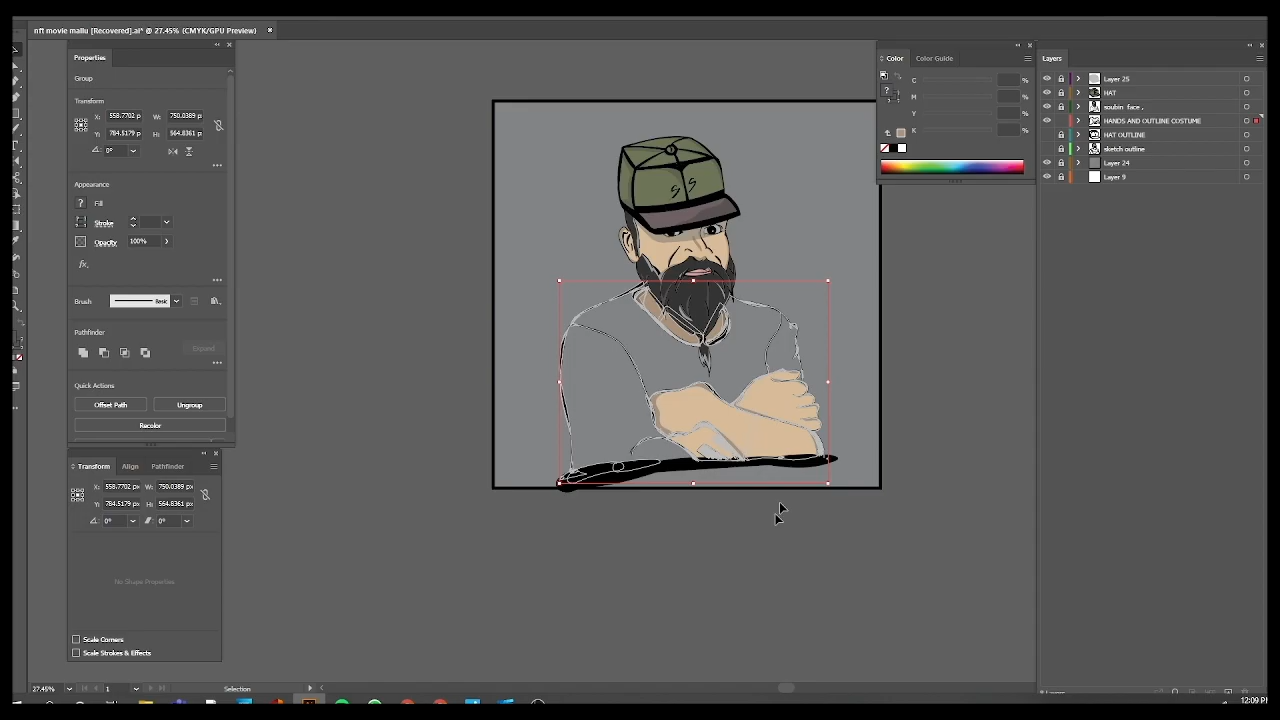 nft movie mallu [Recovered].ai* @ 27.45% (CMYK/GPU Preview)
Properties
Group
Transform
X: 558.7702 p
W: 750.0389 p
Y: 784.5179 p
H: 564.8361 p
0°
Appearance
? Fill
Stroke
Opacity 100%
fx
Brush Basic
Pathfinder
Expand
Quick Actions
Offset Path
Ungroup
Recolor
Transform Align Pathfinder
X: 558.7702 px
W: 750.0389 px
Y: 784.5179 px
H: 564.8361 px
0°
0°
No Shape Properties
Scale Corners
Scale Strokes & Effects
27.45%
1
Selection
S S
Color Color Guide
?
C %
M %
Y %
K %
Layers
Layer 25
HAT
soubin face .
HANDS AND OUTLINE COSTUME
HAT OUTLINE
sketch outline
Layer 24
Layer 9
12:09 PM